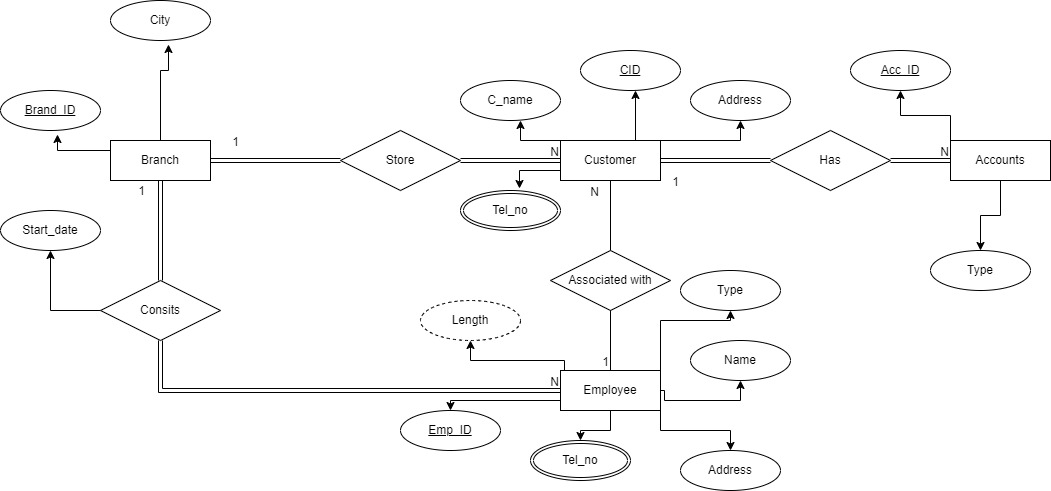 City
CID
Acc_ID
C_name
Address
Brand_ID
1
N
N
Branch
Store
Customer
Has
Accounts
1
N
1
Tel_no
Start_date
Associated with
Type
Type
Consits
Length
1
Name
N
Employee
Emp_ID
Tel_no
Address